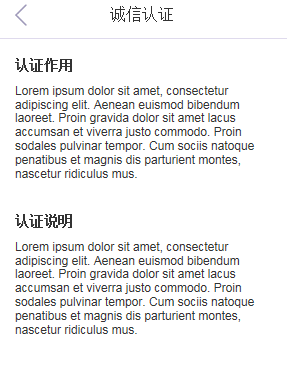 诚信认证
认证作用
Lorem ipsum dolor sit amet, consectetur
adipiscing elit. Aenean euismod bibendum
laoreet. Proin gravida dolor sit amet lacus
accumsan et viverra justo commodo. Proin
sodales pulvinar tempor. Cum sociis natoque
penatibus et magnis dis parturient montes,
nascetur ridiculus mus.
认证说明
Lorem ipsum dolor sit amet, consectetur
adipiscing elit. Aenean euismod bibendum
laoreet. Proin gravida dolor sit amet lacus
accumsan et viverra justo commodo. Proin
sodales pulvinar tempor. Cum sociis natoque
penatibus et magnis dis parturient montes,
nascetur ridiculus mus.